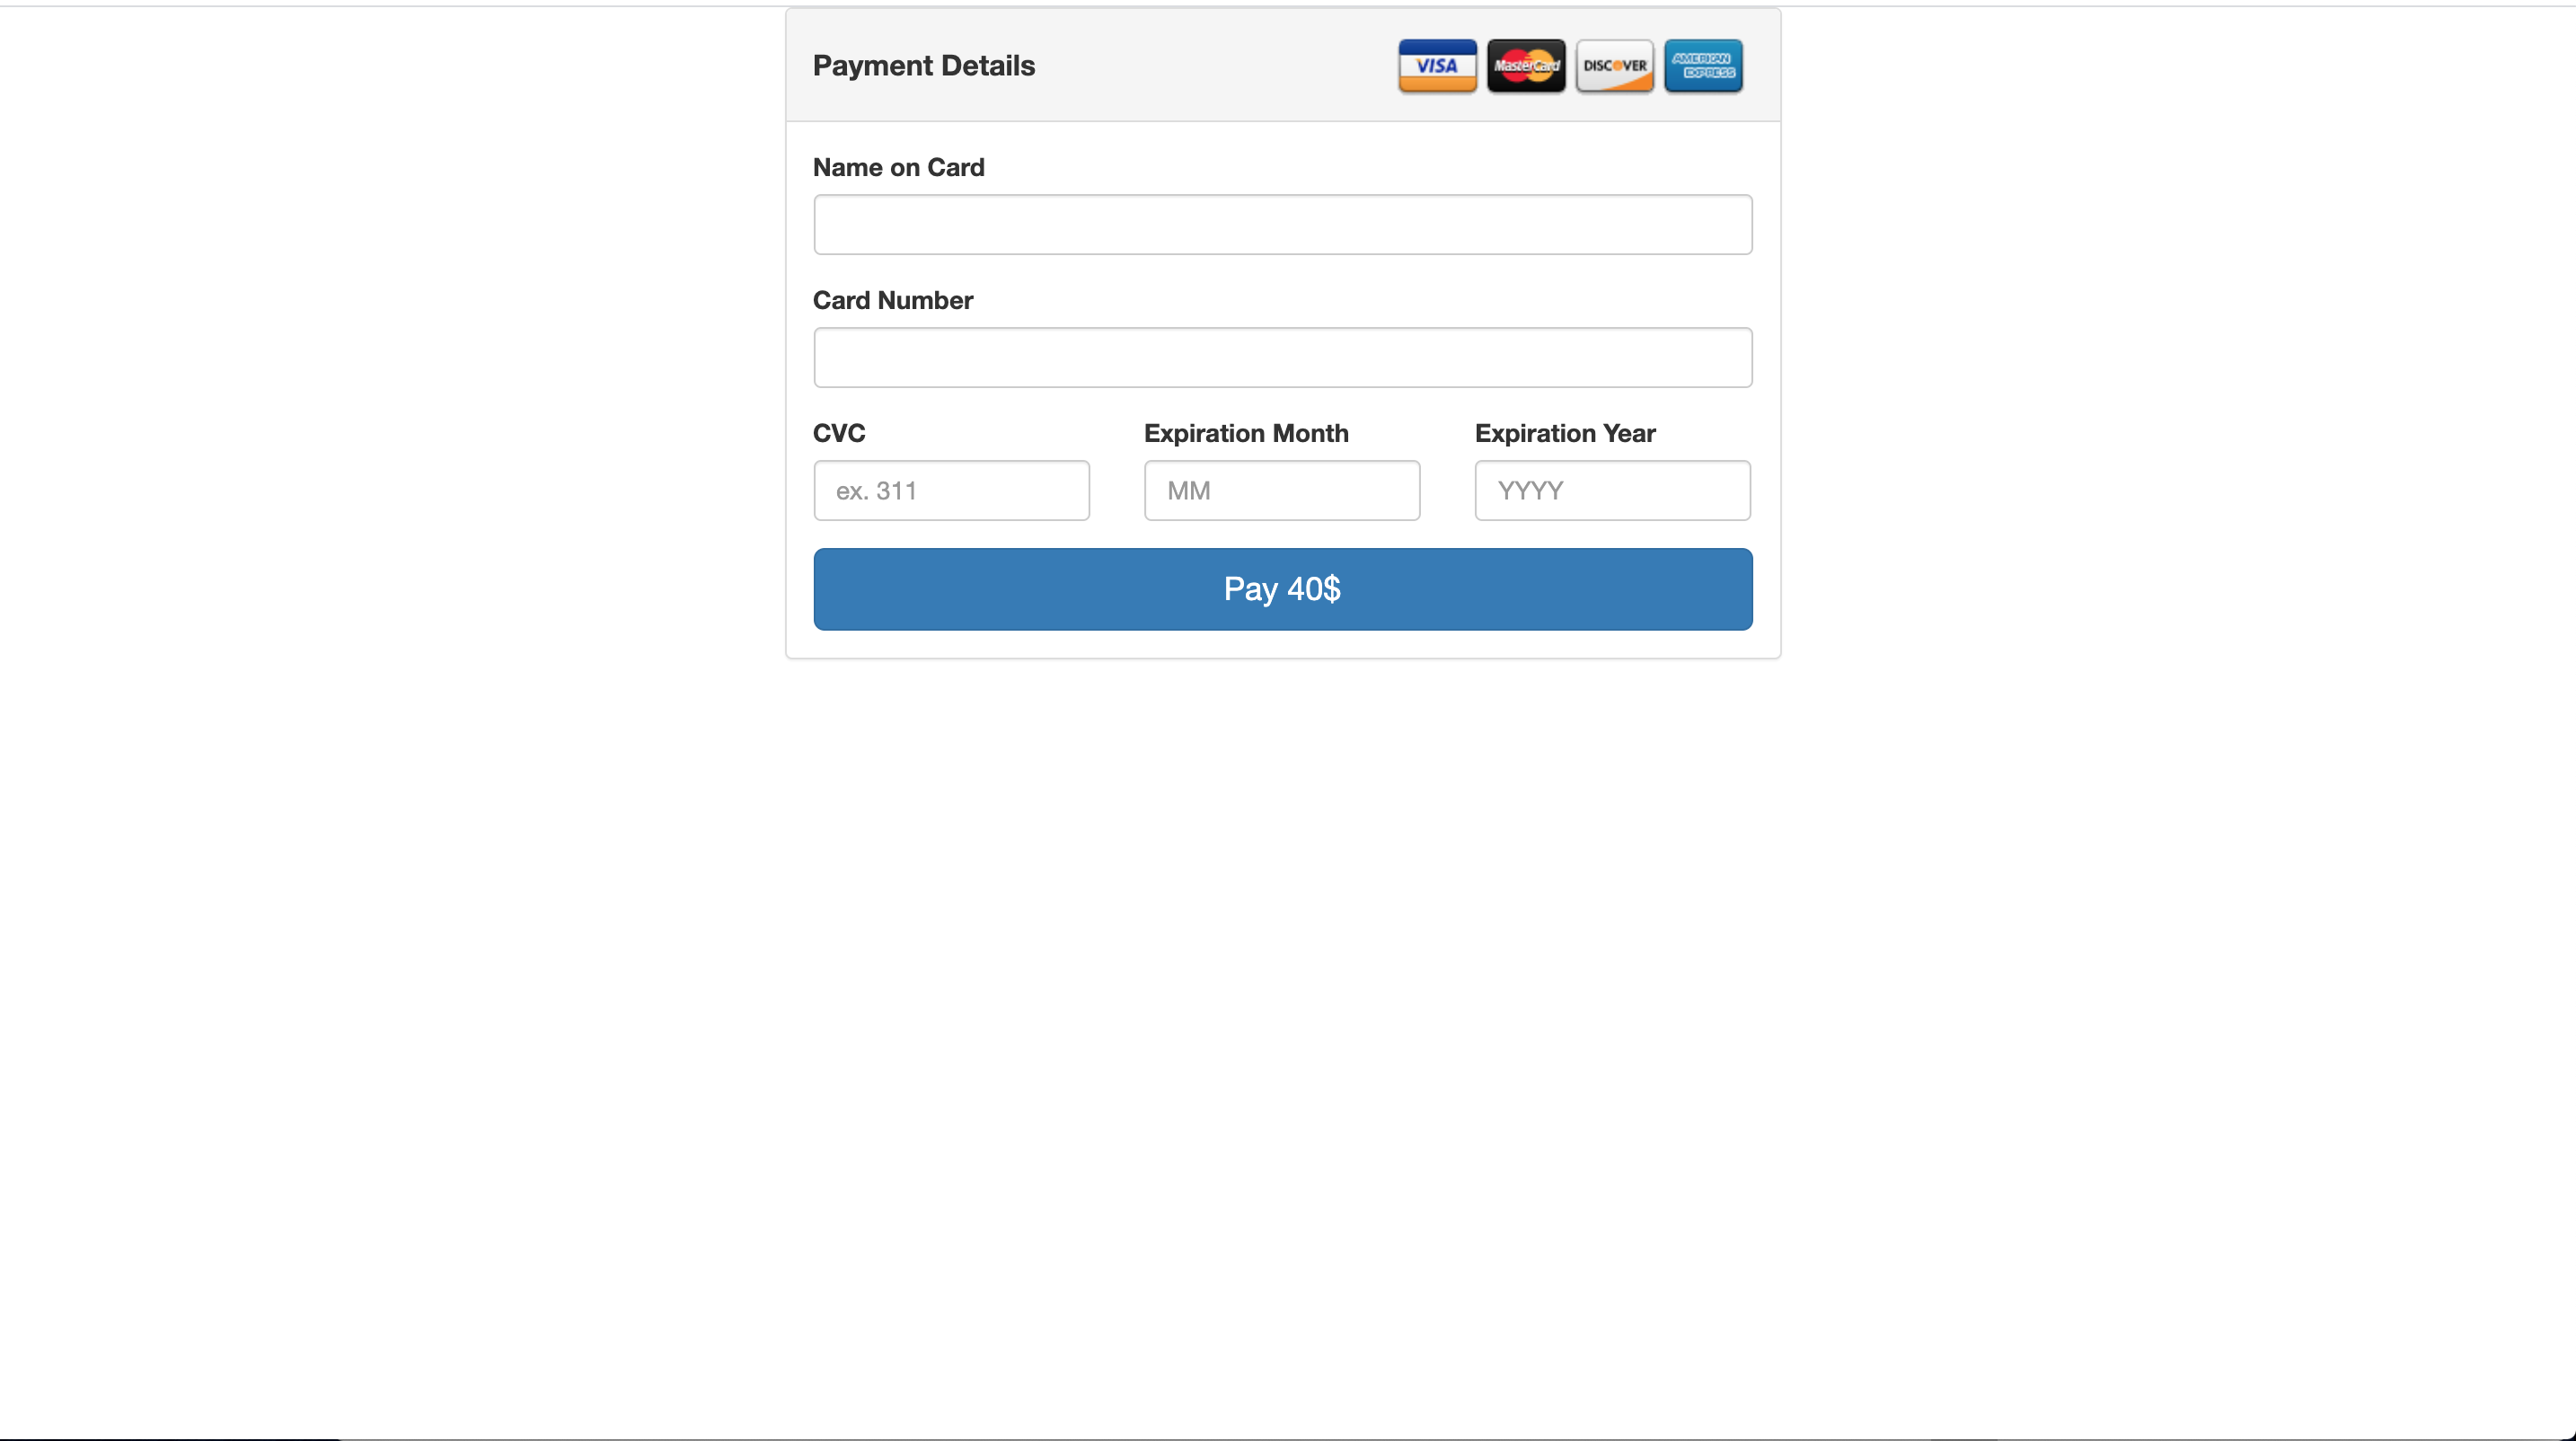 Payment Details VISA MasterCard DISCOVER AMERICAN EXPRESS
Name on Card
Card Number
CVC Expiration Month Expiration Year
ex. 311 MM YYYY
Pay 40$